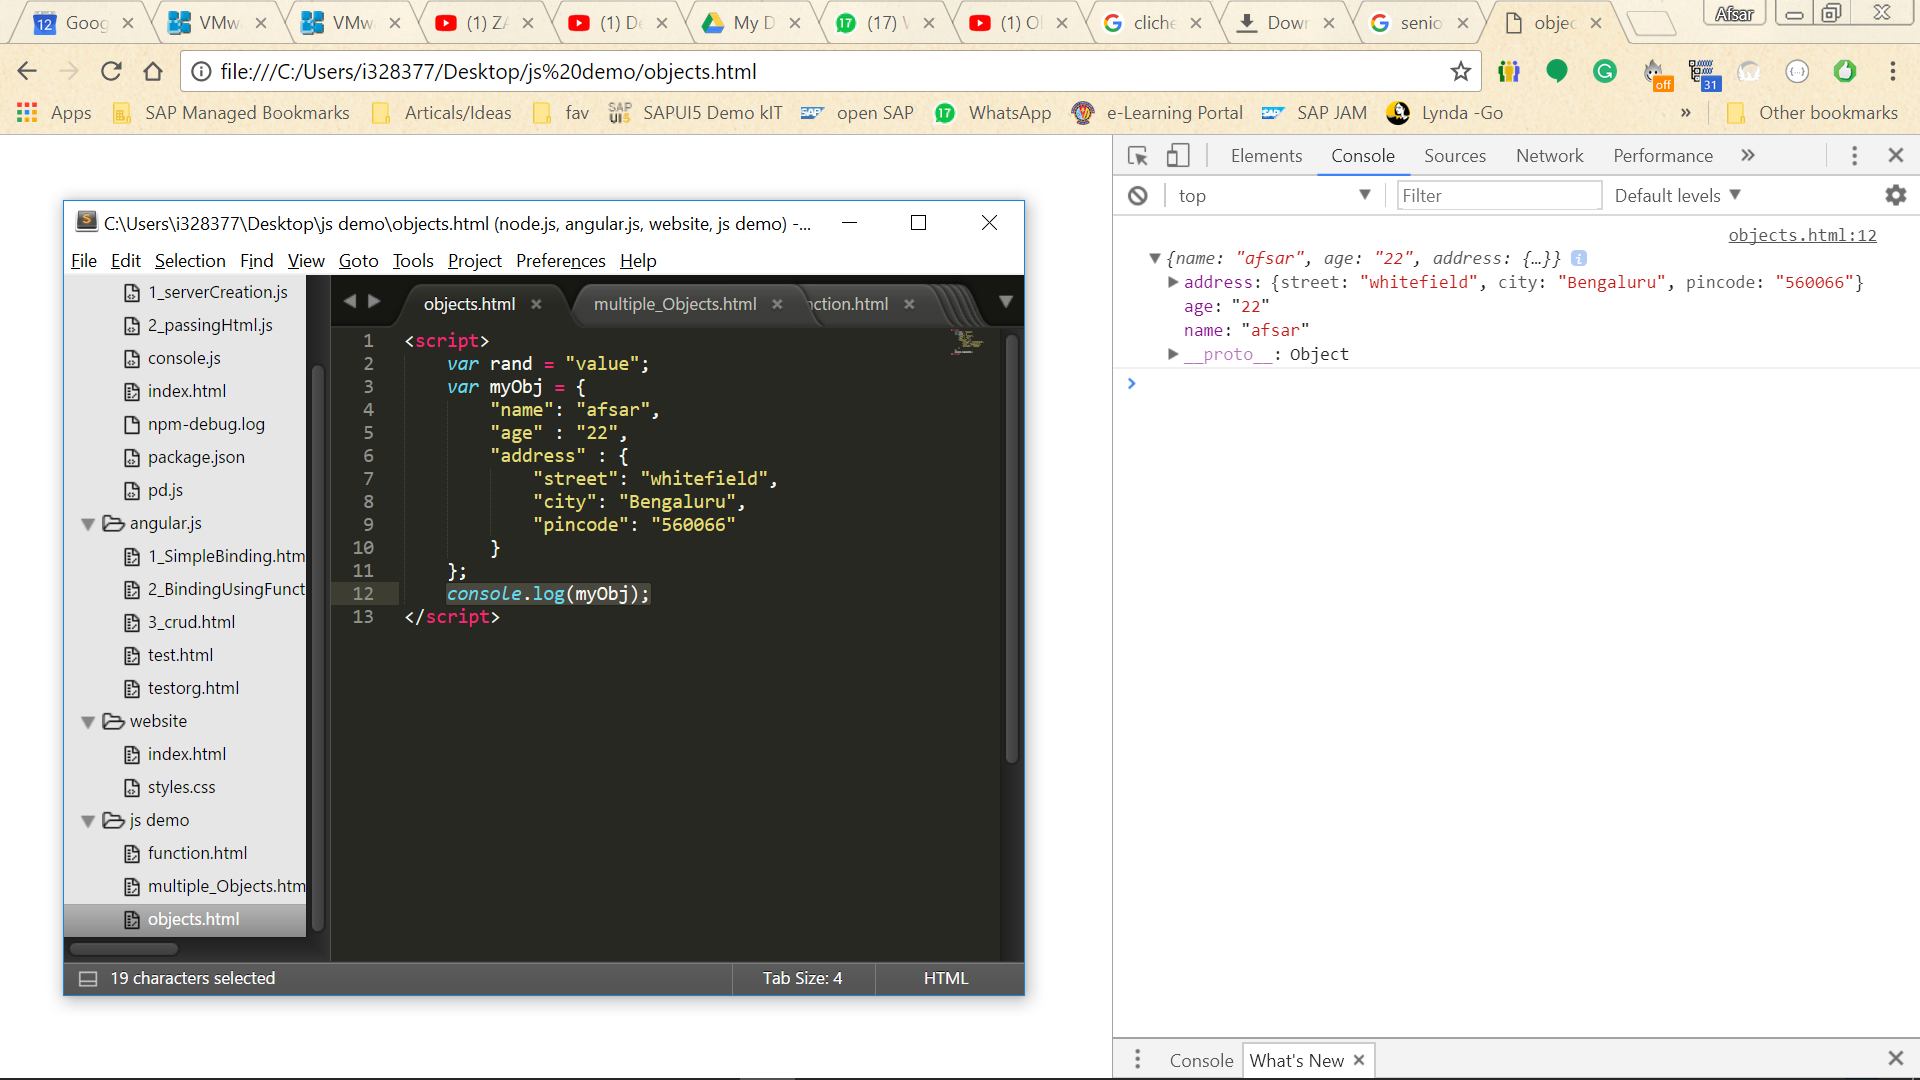 Goog
VMw
VMw
(1) ZA
(1) De
My D
(17) V
(1) O
cliche
Down
senio
objec
Afsar
file:///C:/Users/i328377/Desktop/js%20demo/objects.html
off
31
Apps
SAP Managed Bookmarks
Articals/Ideas
fav
SAPUI5 Demo kIT
open SAP
WhatsApp
e-Learning Portal
SAP JAM
Lynda -Go
»
Other bookmarks
Elements
Console
Sources
Network
Performance
»
top
Filter
Default levels
objects.html:12
{name: "afsar", age: "22", address: {…}}
address: {street: "whitefield", city: "Bengaluru", pincode: "560066"}
age: "22"
name: "afsar"
__proto__: Object
C:\Users\i328377\Desktop\js demo\objects.html (node.js, angular.js, website, js demo) -...
File Edit Selection Find View Goto Tools Project Preferences Help
1_serverCreation.js
2_passingHtml.js
console.js
index.html
npm-debug.log
package.json
pd.js
angular.js
1_SimpleBinding.htm
2_BindingUsingFunct
3_crud.html
test.html
testorg.html
website
index.html
styles.css
js demo
function.html
multiple_Objects.htm
objects.html
objects.html
multiple_Objects.html
nction.html
1 <script>
2 var rand = "value";
3 var myObj = {
4 "name": "afsar",
5 "age" : "22",
6 "address" : {
7 "street": "whitefield",
8 "city": "Bengaluru",
9 "pincode": "560066"
10 }
11 };
12 console.log(myObj);
13 </script>
19 characters selected
Tab Size: 4
HTML
Console
What's New